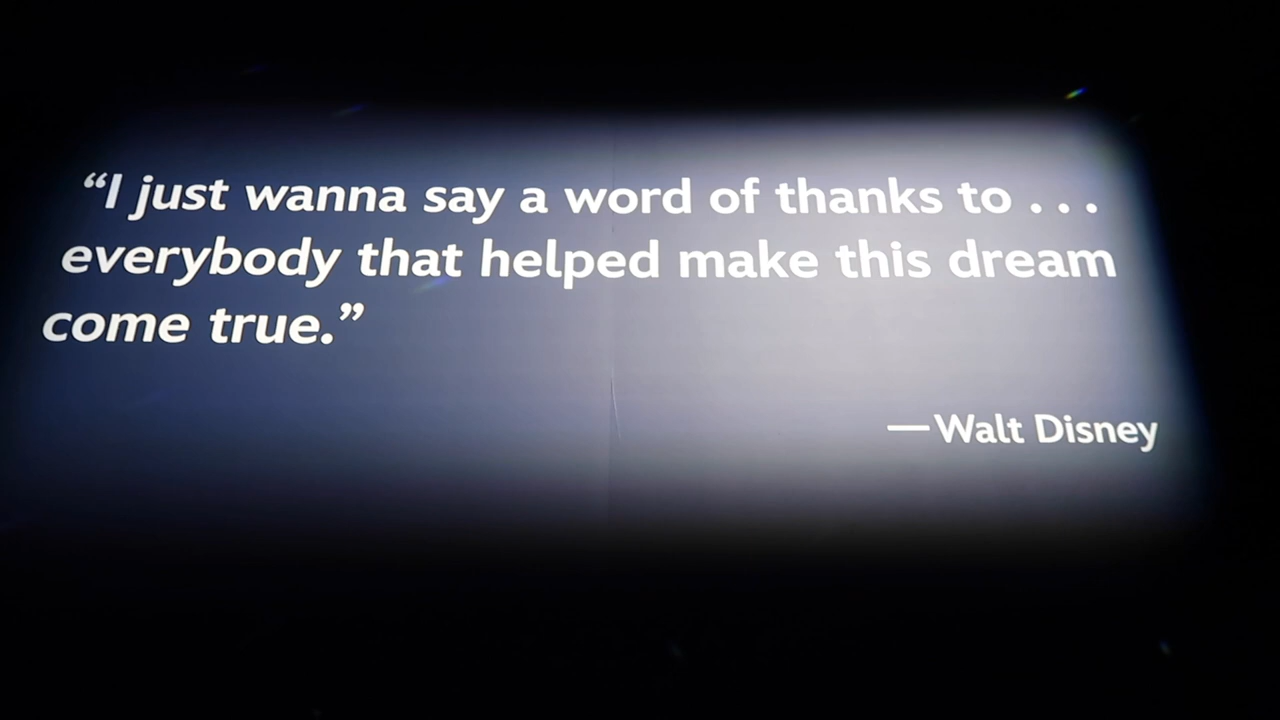 “I just wanna say a word of thanks to . . .
everybody that helped make this dream
come true.”
—Walt Disney